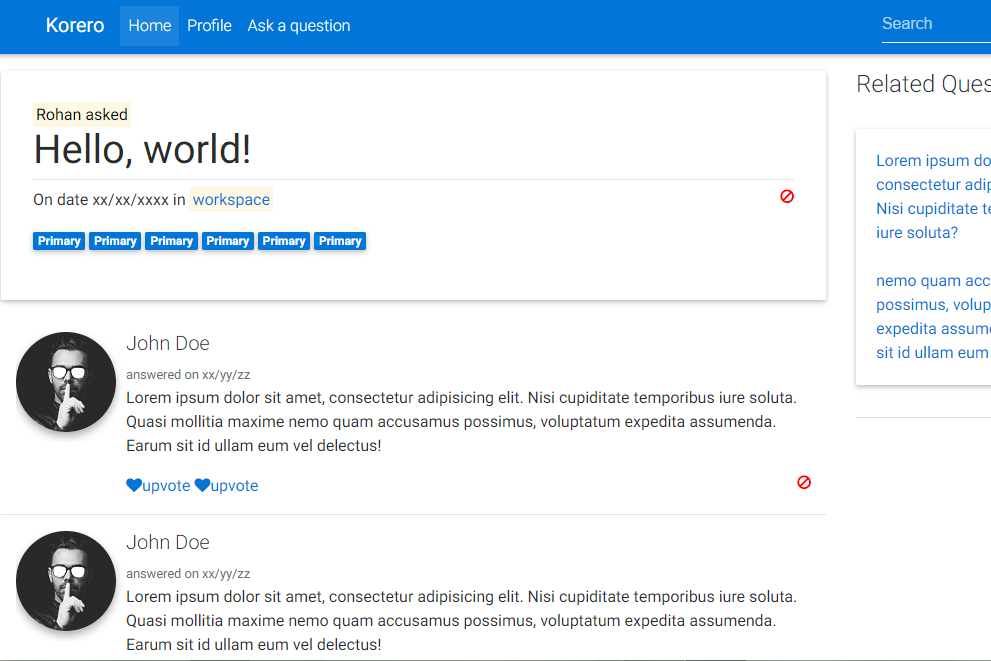 Korero Home Profile Ask a question Search
Rohan asked
Hello, world!
On date xx/xx/xxxx in workspace
Primary Primary Primary Primary Primary Primary
John Doe
answered on xx/yy/zz
Lorem ipsum dolor sit amet, consectetur adipisicing elit. Nisi cupiditate temporibus iure soluta.
Quasi mollitia maxime nemo quam accusamus possimus, voluptatum expedita assumenda.
Earum sit id ullam eum vel delectus!
upvote upvote
John Doe
answered on xx/yy/zz
Lorem ipsum dolor sit amet, consectetur adipisicing elit. Nisi cupiditate temporibus iure soluta.
Quasi mollitia maxime nemo quam accusamus possimus, voluptatum expedita assumenda.
Earum sit id ullam eum vel delectus!
Related Ques
Lorem ipsum do
consectetur adip
Nisi cupiditate te
iure soluta?
nemo quam acc
possimus, volup
expedita assume
sit id ullam eum